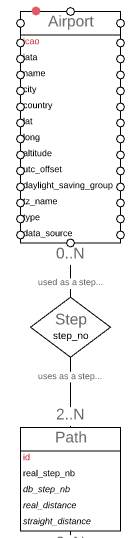 Airport
icao
iata
name
city
country
lat
long
altitude
utc_offset
daylight_saving_group
tz_name
type
data_source
0..N
used as a step...
Step
step_no
uses as a step...
2..N
Path
id
real_step_nb
db_step_nb
real_distance
straight_distance